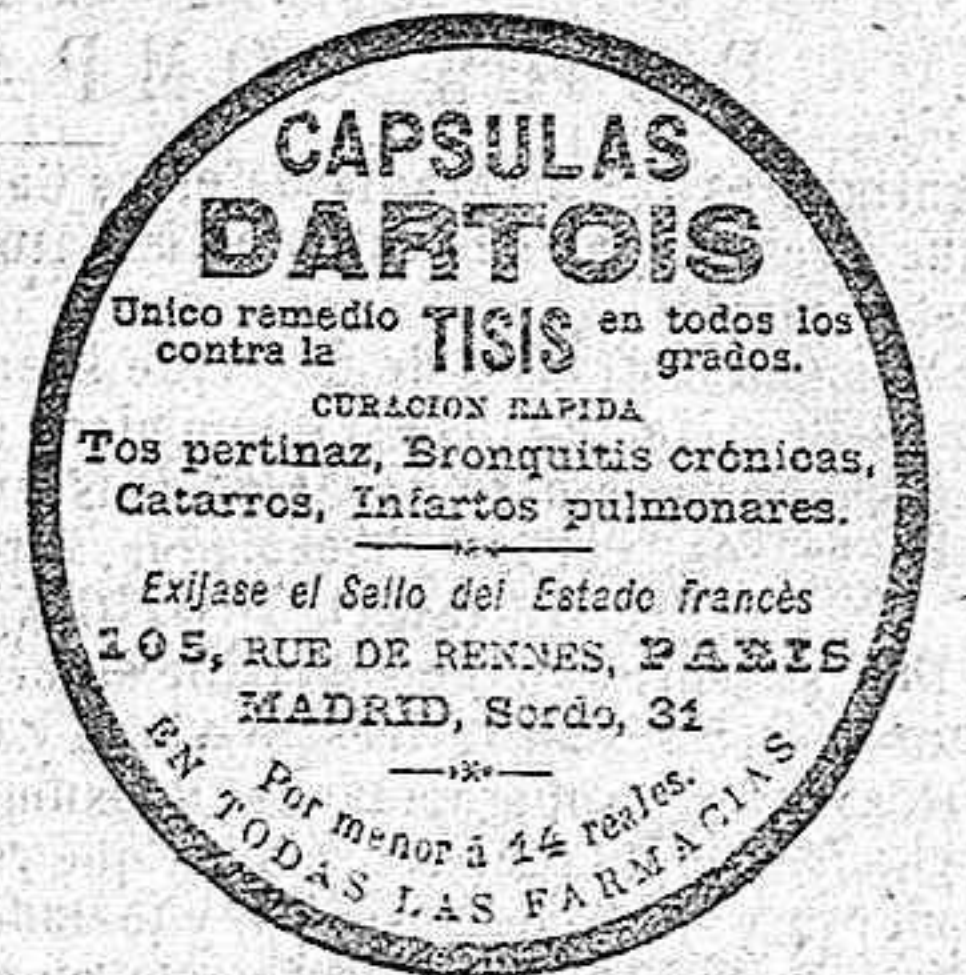 CAPSULAS
DARTOIS
Unico remedio contra la TISIS en todos los grados.
CURACION RAPIDA
Tos pertinaz, Bronquitis crónicas,
Catarros, Infartos pulmonares.
Exijase el Sello del Estado francès
105, RUE DE RENNES, PARIS
MADRID, Sordo, 31
Por menor á 14 reales.
EN TODAS LAS FARMACIAS